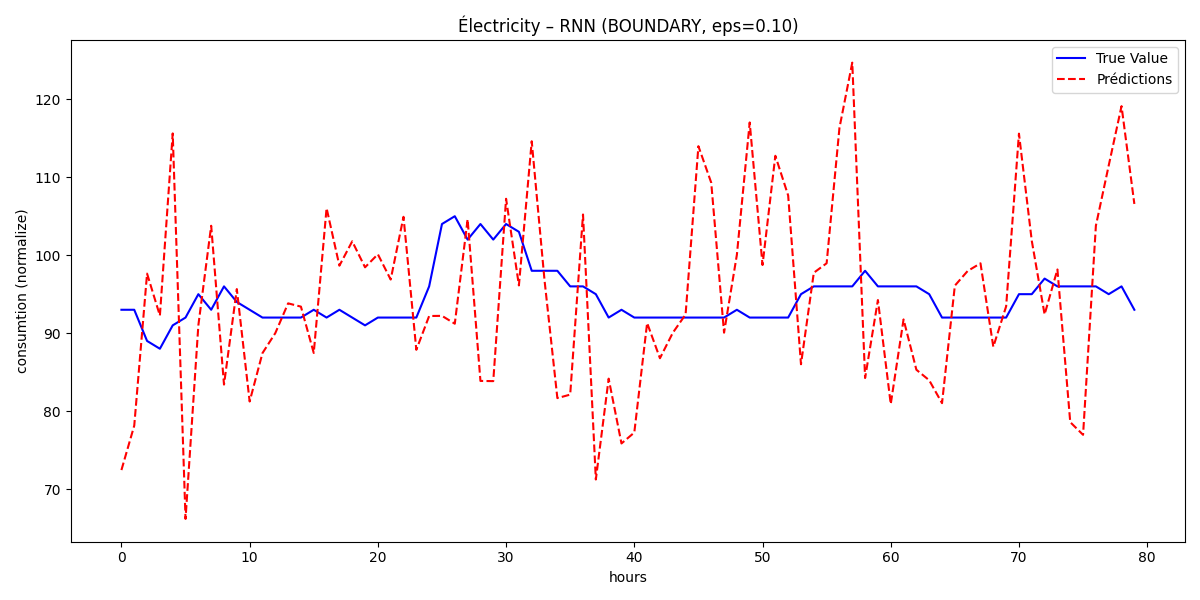 Électricity – RNN (BOUNDARY, eps=0.10)
True Value
Prédictions
consumtion (normalize)
120
110
100
90
80
70
0 10 20 30 40 50 60 70 80
hours